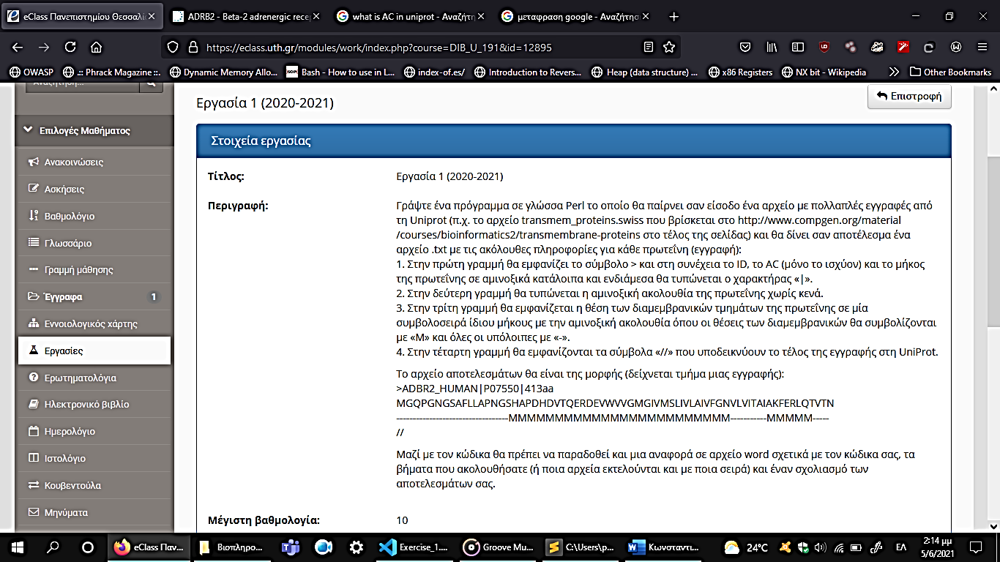 eClass Πανεπιστημίου Θεσσαλί
ADRB2 - Beta-2 adrenergic rece
what is AC in uniprot - Αναζήτη
μεταφραση google - Αναζήτησ
https://eclass.uth.gr/modules/work/index.php?course=DIB_U_191&id=12895
OWASP
.:: Phrack Magazine ::.
Dynamic Memory Allo...
Bash - How to use in L...
index-of.es/
Introduction to Revers...
Heap (data structure) ...
x86 Registers
NX bit - Wikipedia
Other Bookmarks
Αναζήτηση...
Εργασία 1 (2020-2021)
Επιστροφή
Επιλογές Μαθήματος
Ανακοινώσεις
Ασκήσεις
Βαθμολόγιο
Γλωσσάριο
Γραμμή μάθησης
Έγγραφα 1
Εννοιολογικός χάρτης
Εργασίες
Ερωτηματολόγια
Ηλεκτρονικό βιβλίο
Ημερολόγιο
Ιστολόγιο
Κουβεντούλα
Μηνύματα
Στοιχεία εργασίας
Τίτλος: Εργασία 1 (2020-2021)
Περιγραφή: Γράψτε ένα πρόγραμμα σε γλώσσα Perl το οποίο θα παίρνει σαν είσοδο ένα αρχείο με πολλαπλές εγγραφές από
τη Uniprot (π.χ. το αρχείο transmem_proteins.swiss που βρίσκεται στο http://www.compgen.org/material
/courses/bioinformatics2/transmembrane-proteins στο τέλος της σελίδας) και θα δίνει σαν αποτέλεσμα ένα
αρχείο .txt με τις ακόλουθες πληροφορίες για κάθε πρωτεΐνη (εγγραφή):
1. Στην πρώτη γραμμή θα εμφανίζει το σύμβολο > και στη συνέχεια το ID, το AC (μόνο το ισχύον) και το μήκος
της πρωτεΐνης σε αμινοξικά κατάλοιπα και ενδιάμεσα θα τυπώνεται ο χαρακτήρας «|».
2. Στην δεύτερη γραμμή θα τυπώνεται η αμινοξική ακολουθία της πρωτεΐνης χωρίς κενά.
3. Στην τρίτη γραμμή θα εμφανίζεται η θέση των διαμεμβρανικών τμημάτων της πρωτεΐνης σε μία
συμβολοσειρά ίδιου μήκους με την αμινοξική ακολουθία όπου οι θέσεις των διαμεμβρανικών θα συμβολίζονται
με «M» και όλες οι υπόλοιπες με «-».
4. Στην τέταρτη γραμμή θα εμφανίζονται τα σύμβολα «//» που υποδεικνύουν το τέλος της εγγραφής στη UniProt.
Το αρχείο αποτελεσμάτων θα είναι της μορφής (δείχνεται τμήμα μιας εγγραφής):
>ADBR2_HUMAN|P07550|413aa
MGQPGNGSAFLLAPNGSHAPDHDVTQERDEVWVVGMGIVMSLIVLAIVFGNVLVITAIAKFERLQTVTN
----------------------------------MMMMMMMMMMMMMMMMMMMMMMMM-----------MMMMM-----
//
Μαζί με τον κώδικα θα πρέπει να παραδοθεί και μια αναφορά σε αρχείο word σχετικά με τον κώδικα σας, τα
βήματα που ακολουθήσατε (ή ποια αρχεία εκτελούνται και με ποια σειρά) και έναν σχολιασμό των
αποτελεσμάτων σας.
Μέγιστη βαθμολογία: 10
eClass Παν...
Βιοπληρο...
Exercise_1....
Groove Mu...
C:\Users\p...
Κωνσταντι...
24°C
ΕΛ
2:14 μμ
5/6/2021